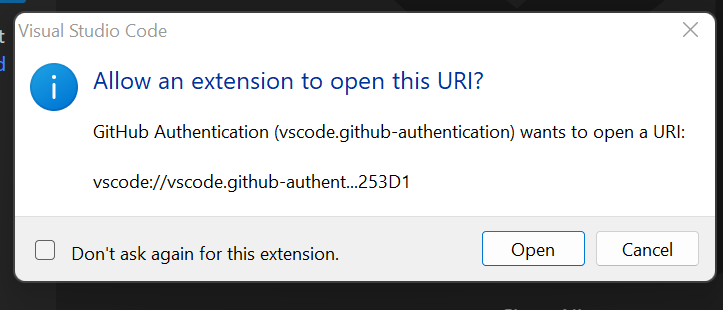 Visual Studio Code
Allow an extension to open this URI?
GitHub Authentication (vscode.github-authentication) wants to open a URI:
vscode://vscode.github-authent...253D1
Don't ask again for this extension.
Open
Cancel